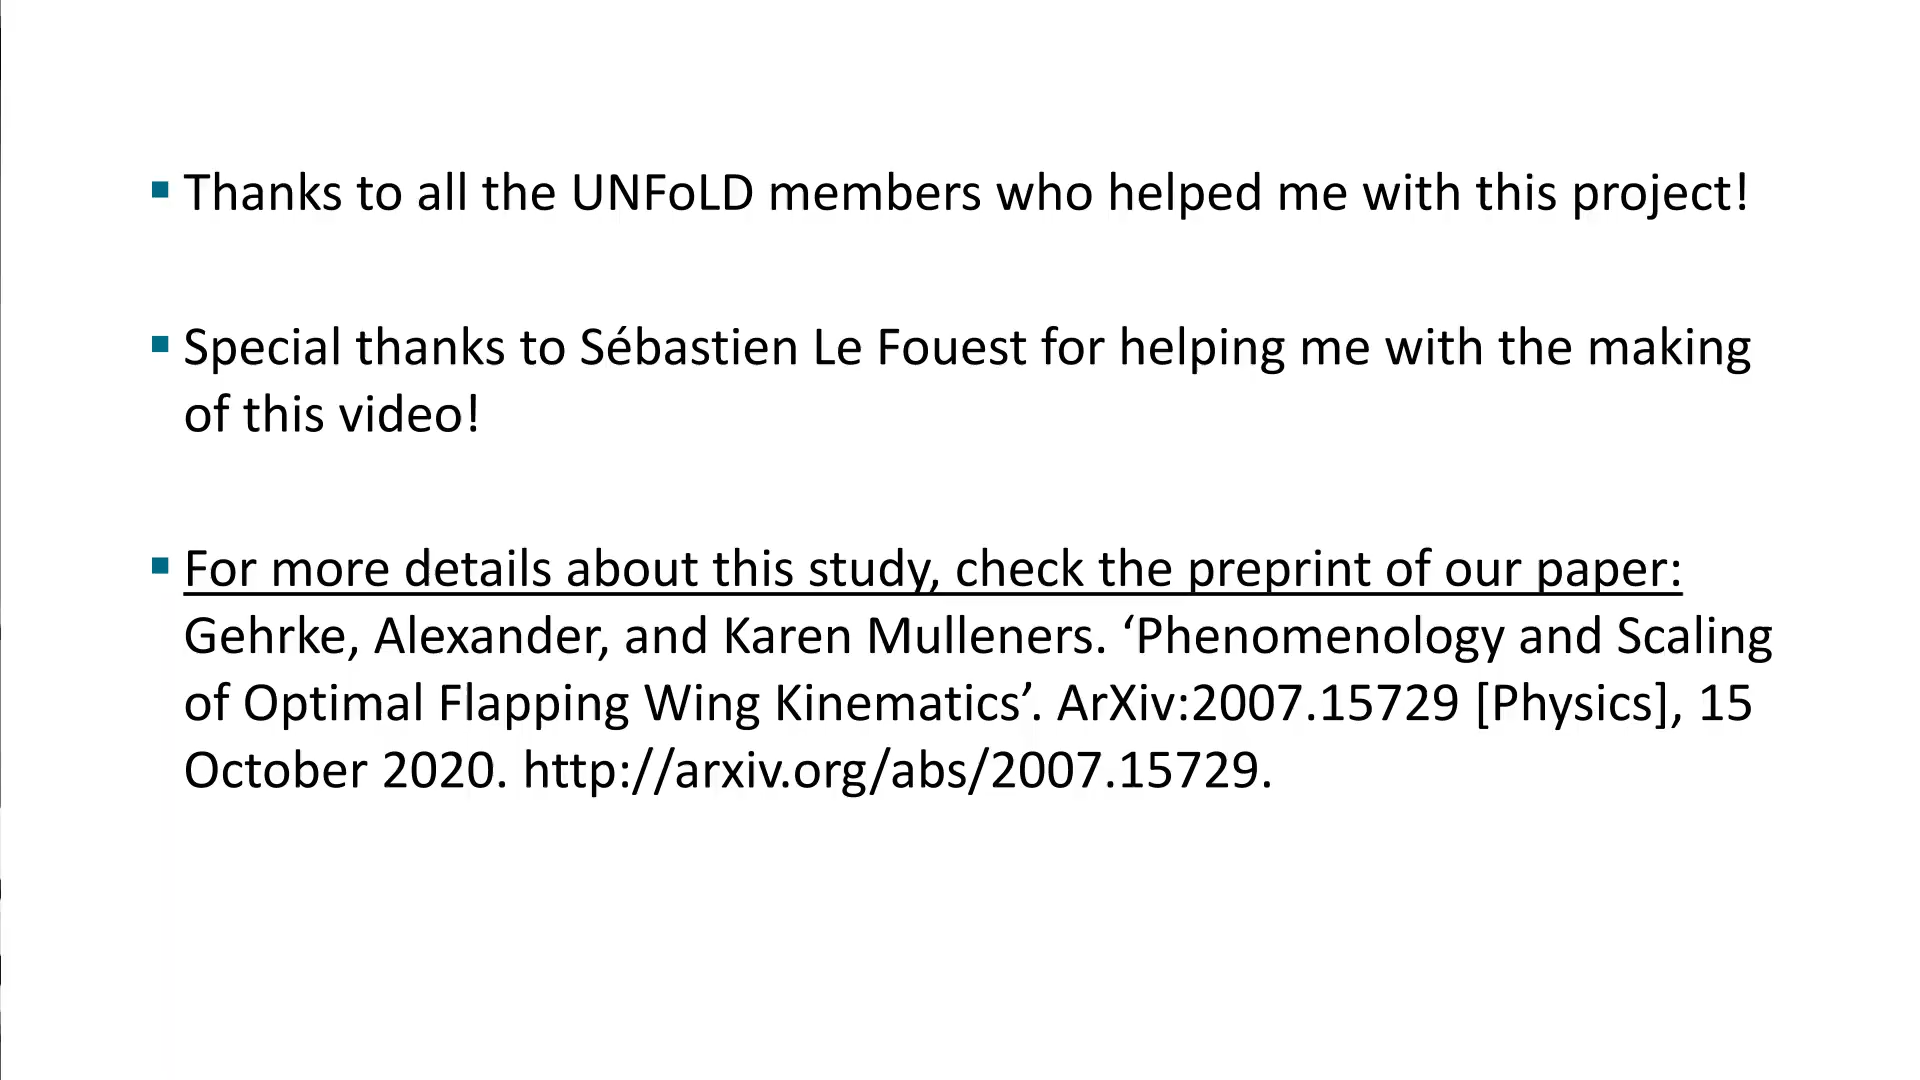 ▪ Thanks to all the UNFoLD members who helped me with this project!
▪ Special thanks to Sébastien Le Fouest for helping me with the making
of this video!
▪ For more details about this study, check the preprint of our paper:
Gehrke, Alexander, and Karen Mulleners. ‘Phenomenology and Scaling
of Optimal Flapping Wing Kinematics’. ArXiv:2007.15729 [Physics], 15
October 2020. http://arxiv.org/abs/2007.15729.